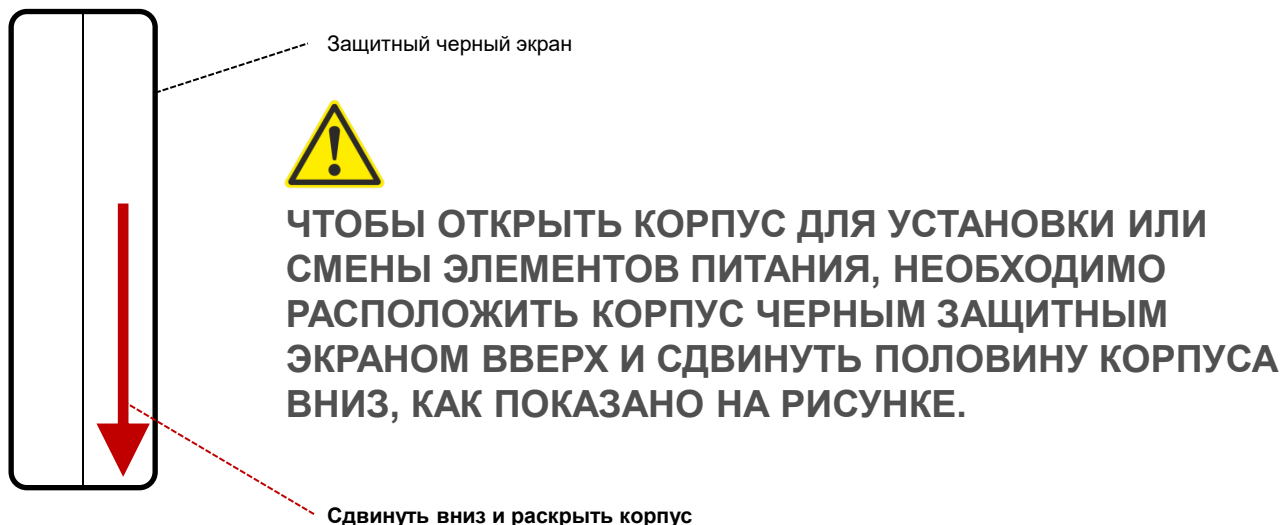 Защитный черный экран
ЧТОБЫ ОТКРЫТЬ КОРПУС ДЛЯ УСТАНОВКИ ИЛИ
СМЕНЫ ЭЛЕМЕНТОВ ПИТАНИЯ, НЕОБХОДИМО
РАСПОЛОЖИТЬ КОРПУС ЧЕРНЫМ ЗАЩИТНЫМ
ЭКРАНОМ ВВЕРХ И СДВИНУТЬ ПОЛОВИНУ КОРПУСА
ВНИЗ, КАК ПОКАЗАНО НА РИСУНКЕ.
Сдвинуть вниз и раскрыть корпус